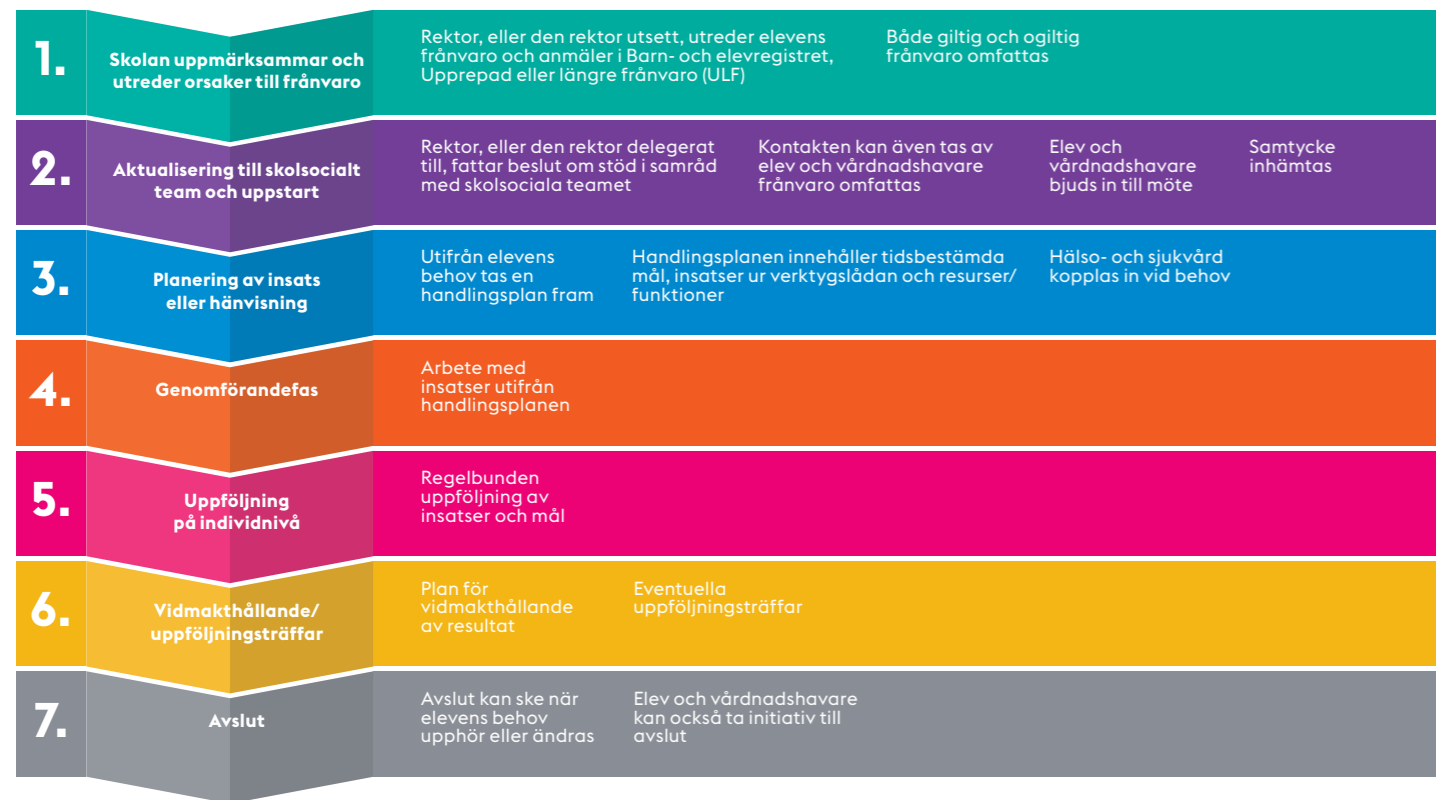 1.
Skolan uppmärksammar och
utreder orsaker till frånvaro
Rektor, eller den rektor utsett, utreder elevens
frånvaro och anmäler i Barn- och elevregistret,
Upprepad eller längre frånvaro (ULF)
Både giltig och ogiltig
frånvaro omfattas
2.
Aktualisering till skolsocialt
team och uppstart
Rektor, eller den rektor delegerat
till, fattar beslut om stöd i samråd
med skolsociala teamet
Kontakten kan även tas av
elev och vårdnadshavare
frånvaro omfattas
Elev och
vårdnadshavare
bjuds in till möte
Samtycke
inhämtas
3.
Planering av insats
eller hänvisning
Utifrån elevens
behov tas en
handlingsplan fram
Handlingsplanen innehåller tidsbestämda
mål, insatser ur verktygslådan och resurser/
funktioner
Hälso- och sjukvård
kopplas in vid behov
4.
Genomförandefas
Arbete med
insatser utifrån
handlingsplanen
5.
Uppföljning
på individnivå
Regelbunden
uppföljning av
insatser och mål
6.
Vidmakthållande/
uppföljningsträffar
Plan för
vidmakthållande
av resultat
Eventuella
uppföljningsträffar
7.
Avslut
Avslut kan ske när
elevens behov
upphör eller ändras
Elev och vårdnadshavare
kan också ta initiativ till
avslut